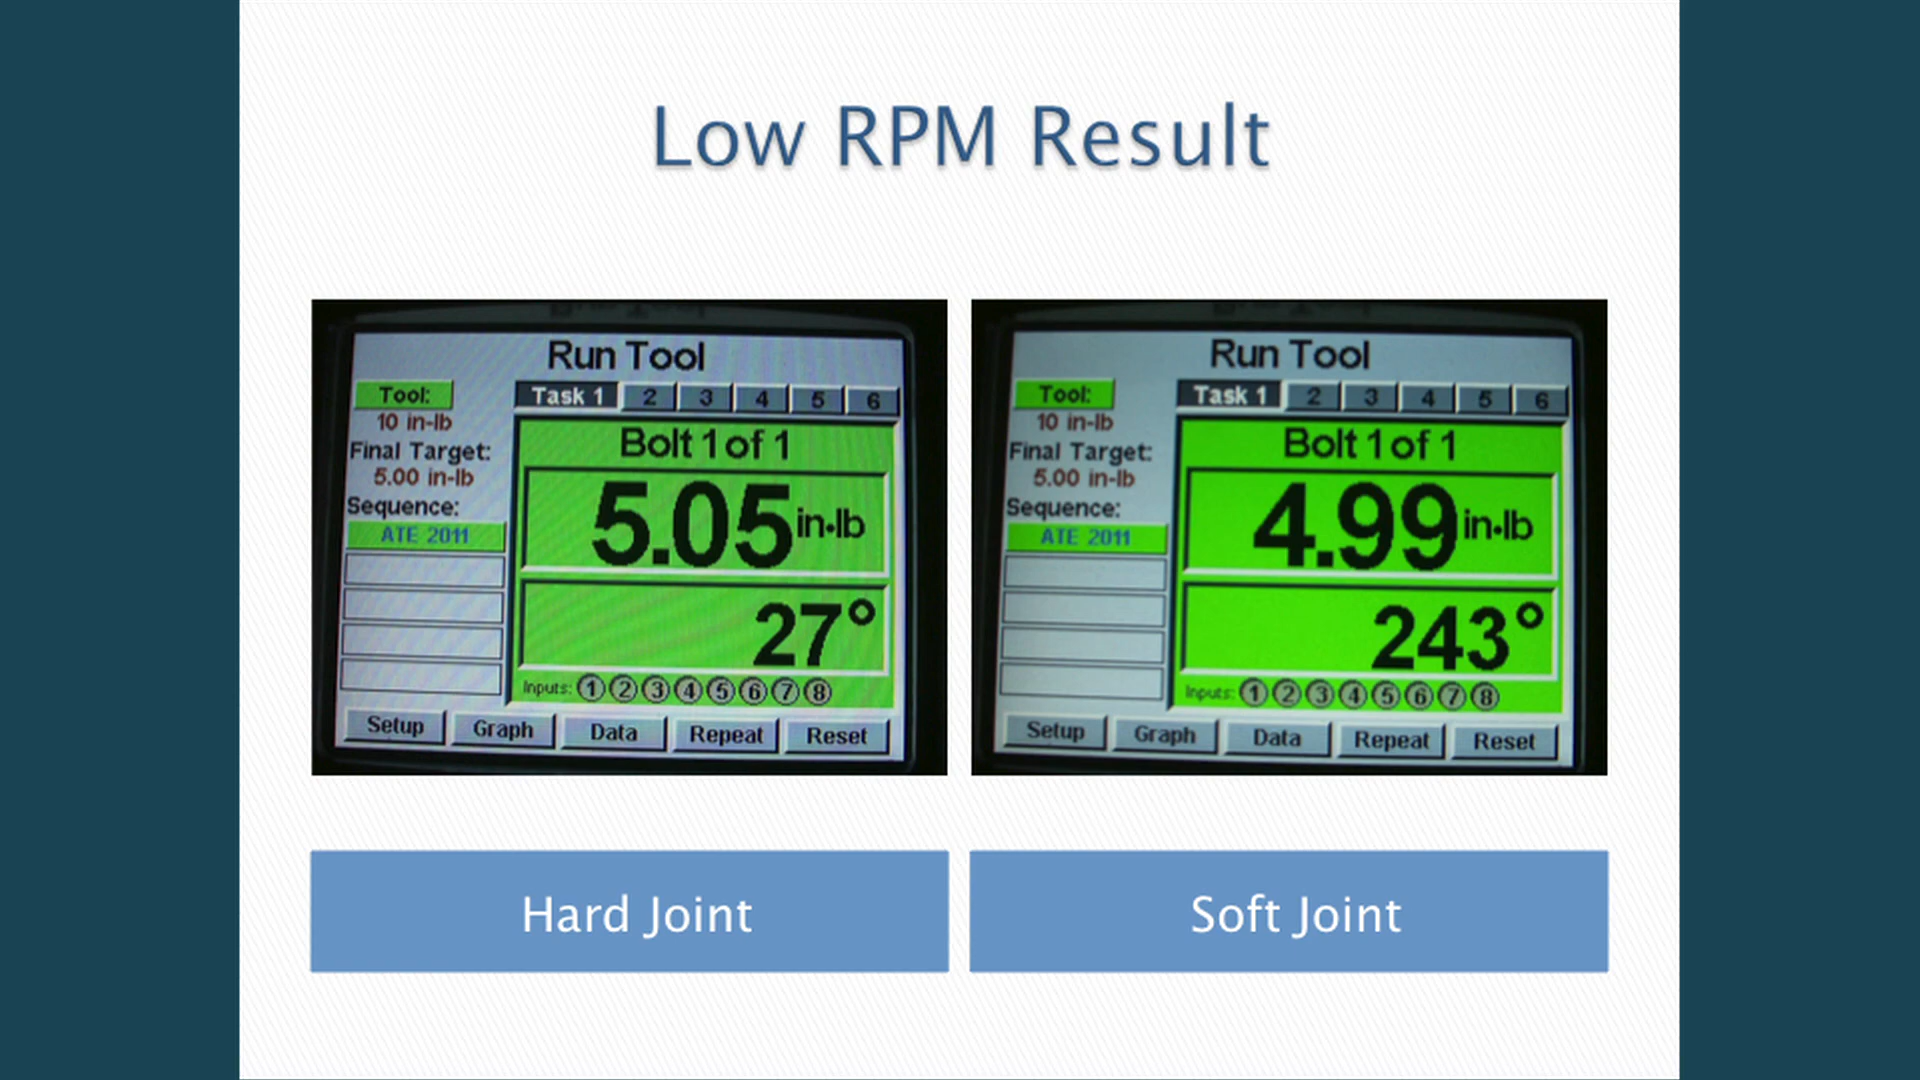 Low RPM Result
Run Tool
Tool:
10 in-lb
Final Target:
5.00 in-lb
Sequence:
ATE 2011
Task 1 2 3 4 5 6
Bolt 1 of 1
5.05 in•lb
27°
Inputs: 1 2 3 4 5 6 7 8
Setup Graph Data Repeat Reset
Run Tool
Tool:
10 in-lb
Final Target:
5.00 in-lb
Sequence:
ATE 2011
Task 1 2 3 4 5 6
Bolt 1 of 1
4.99 in•lb
243°
Inputs: 1 2 3 4 5 6 7 8
Setup Graph Data Repeat Reset
Hard Joint
Soft Joint